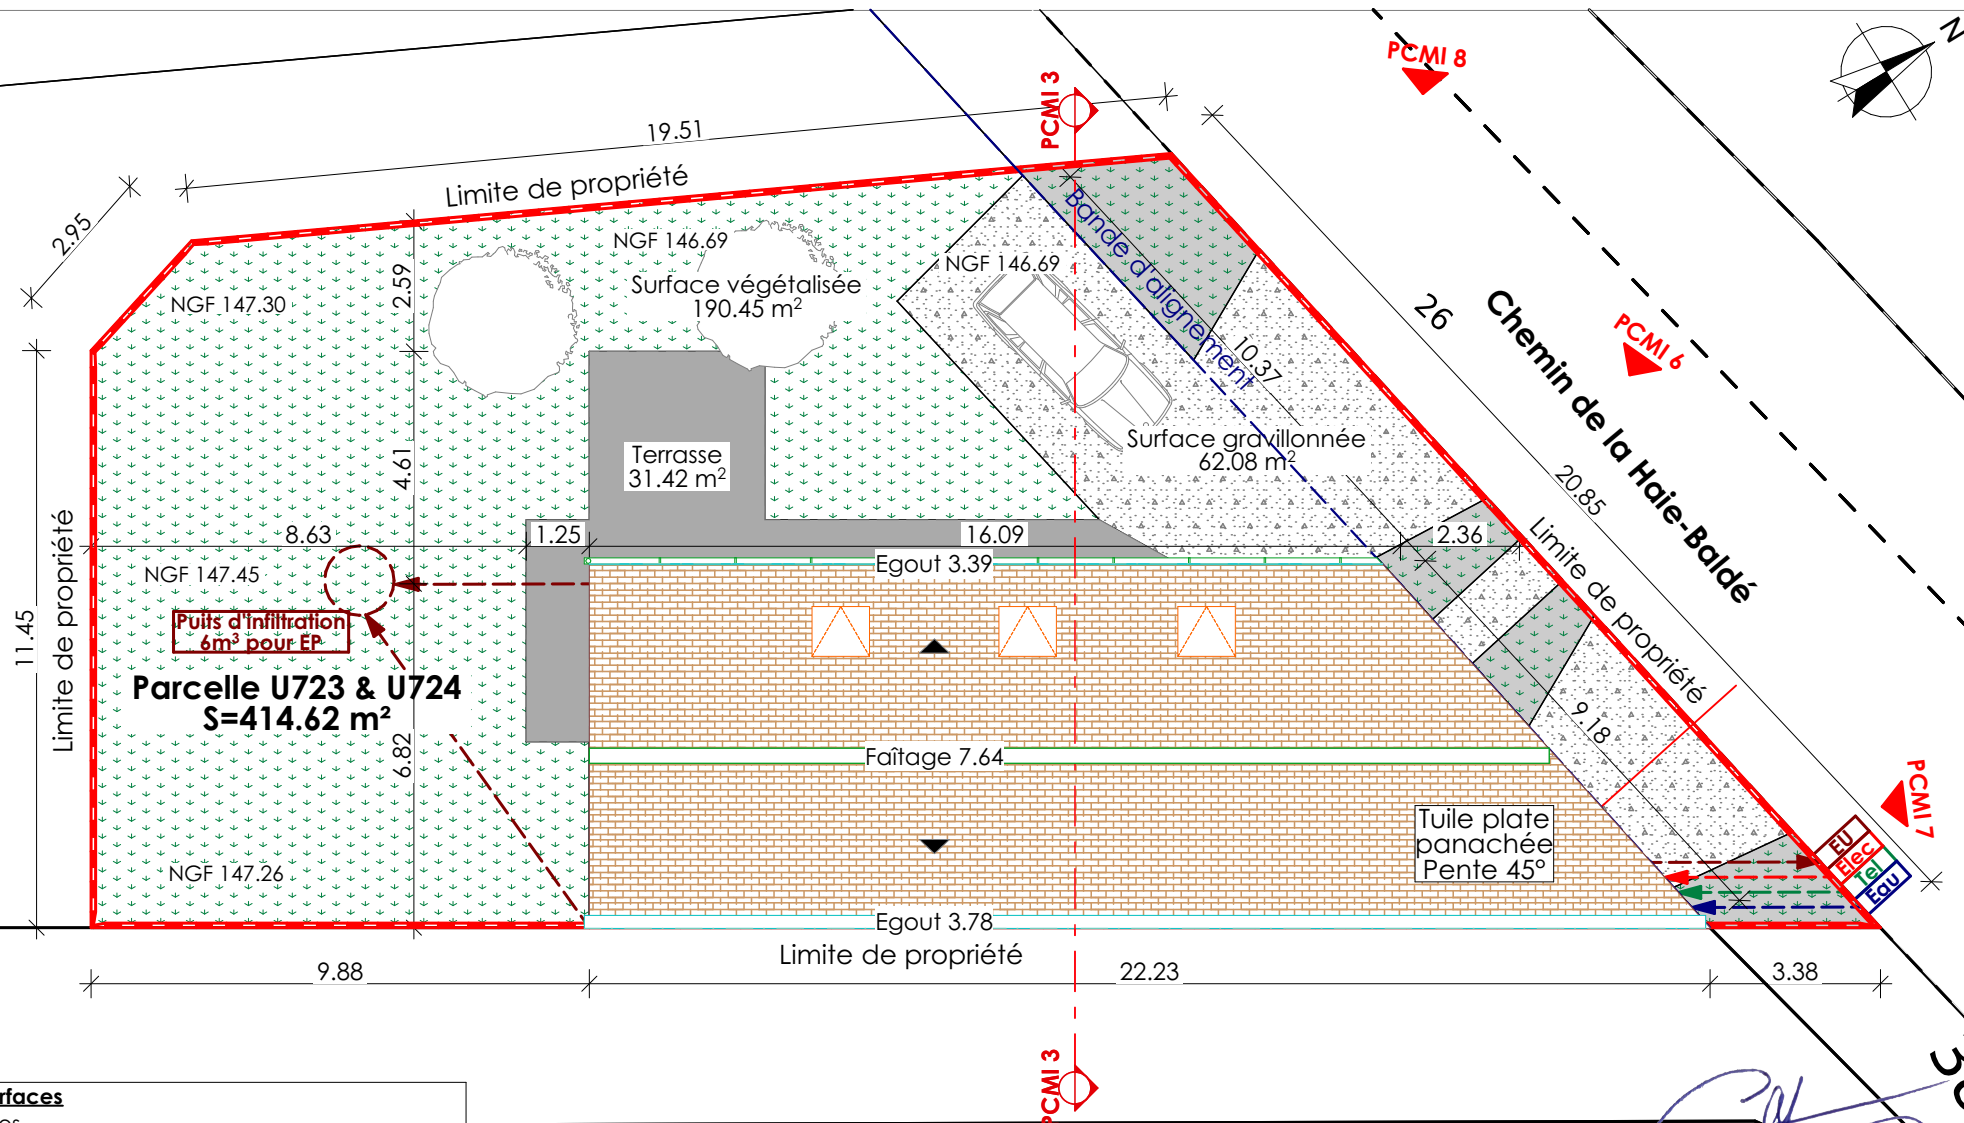 PCMI 8
N
PCMI 3
19.51
Limite de propriété
2.95
NGF 146.69
Surface végétalisée
190.45 m²
NGF 147.30
2.59
NGF 146.69
Bande d'alignement
10.37
26
Chemin de la Haie-Baldé
PCMI 6
Surface gravillonnée
62.08 m²
20.85
Terrasse
31.42 m²
4.61
8.63
1.25
16.09
2.36
Egout 3.39
Limite de propriété
NGF 147.45
Puits d'infiltration
6m³ pour EP
11.45
Limite de propriété
Parcelle U723 & U724
S=414.62 m²
6.82
9.18
Faîtage 7.64
PCMI 7
Tuile plate
panachée
Pente 45°
EU
Elec
Tel
Eau
NGF 147.26
Egout 3.78
Limite de propriété
9.88
22.23
3.38
PCMI 3
rfaces